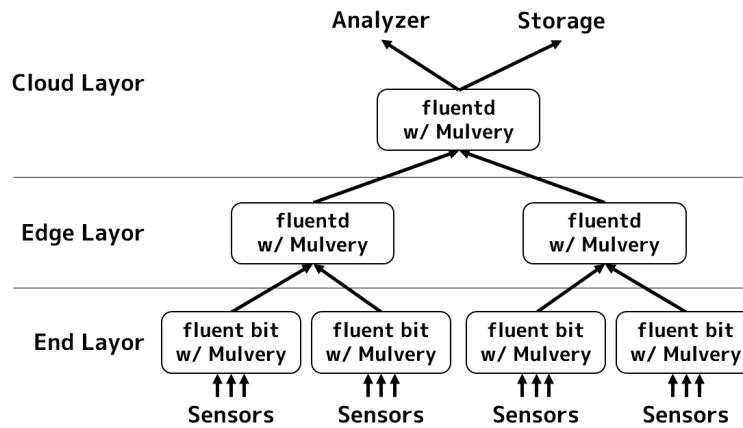 Analyzer Storage
Cloud Layor
fluentd
w/ Mulvery
Edge Layor
fluentd
w/ Mulvery
fluentd
w/ Mulvery
End Layor
fluent bit
w/ Mulvery
fluent bit
w/ Mulvery
fluent bit
w/ Mulvery
fluent bit
w/ Mulvery
Sensors Sensors Sensors Sensors